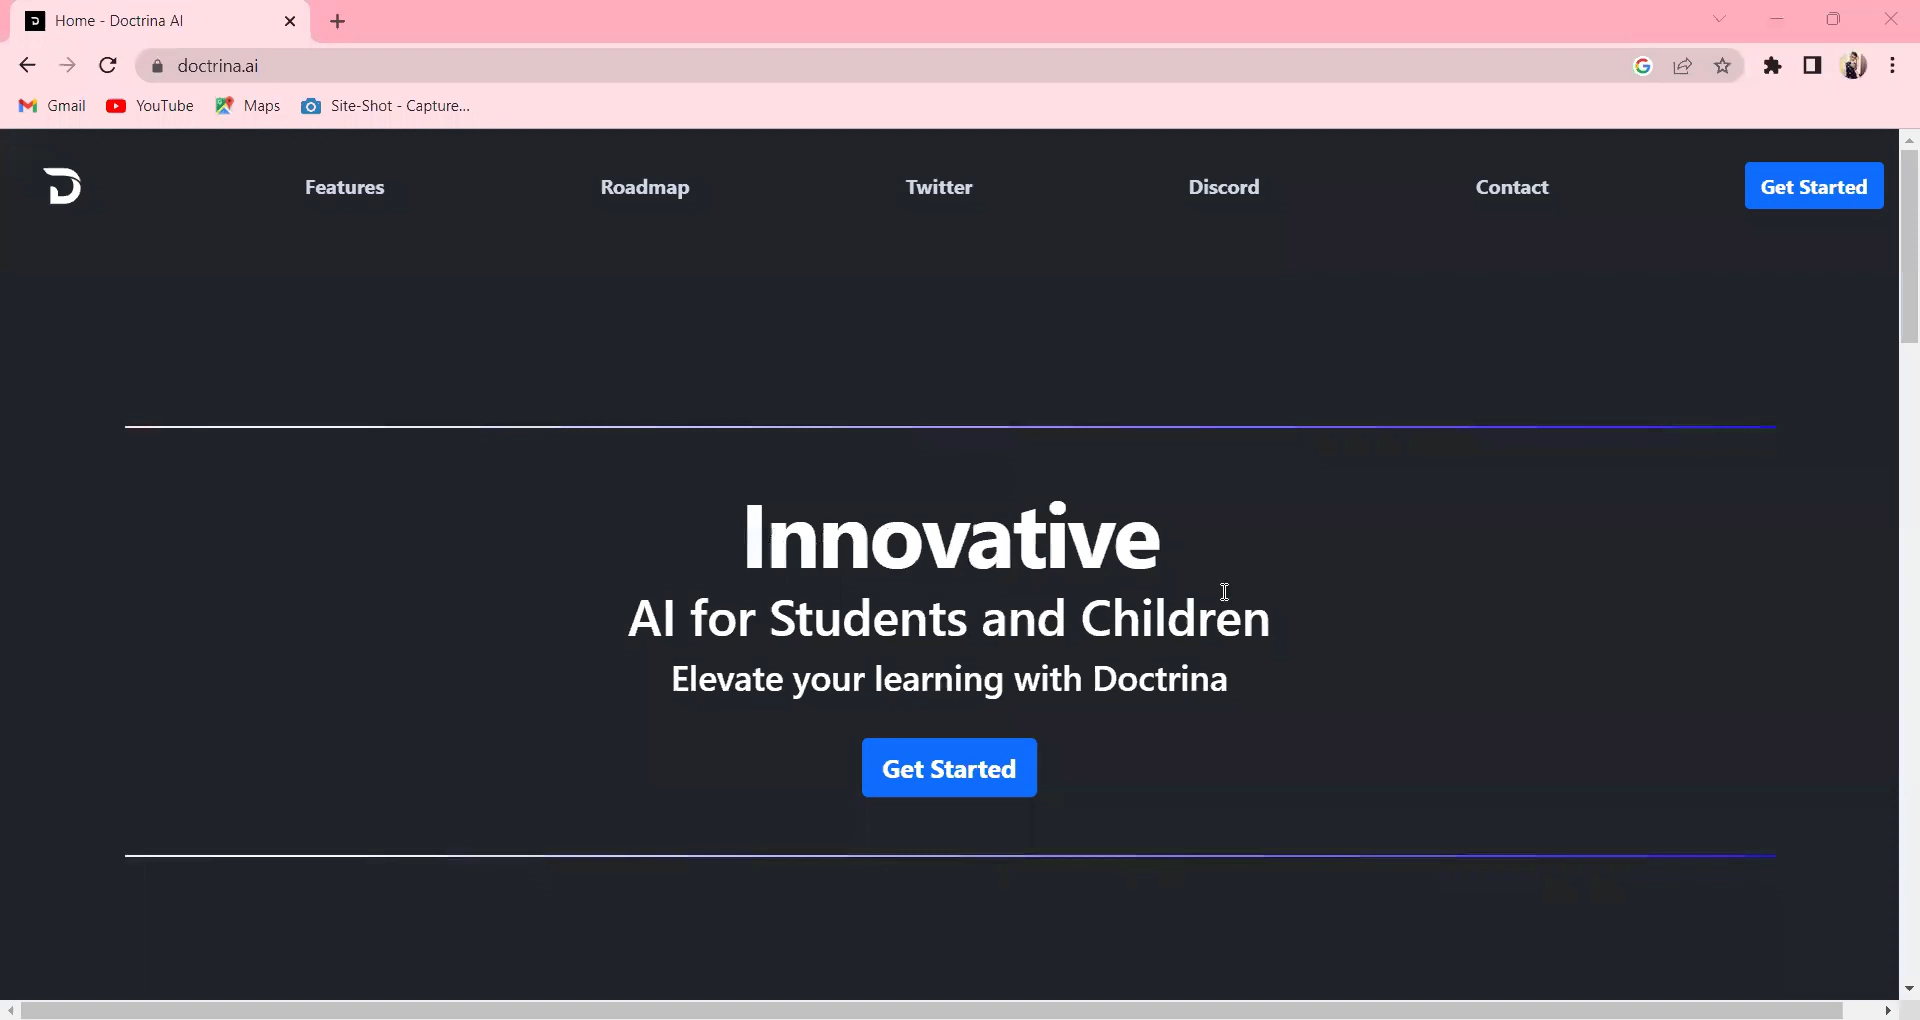 Home - Doctrina AI
doctrina.ai
Gmail YouTube Maps Site-Shot - Capture...
Features Roadmap Twitter Discord Contact Get Started
Innovative
AI for Students and Children
Elevate your learning with Doctrina
Get Started